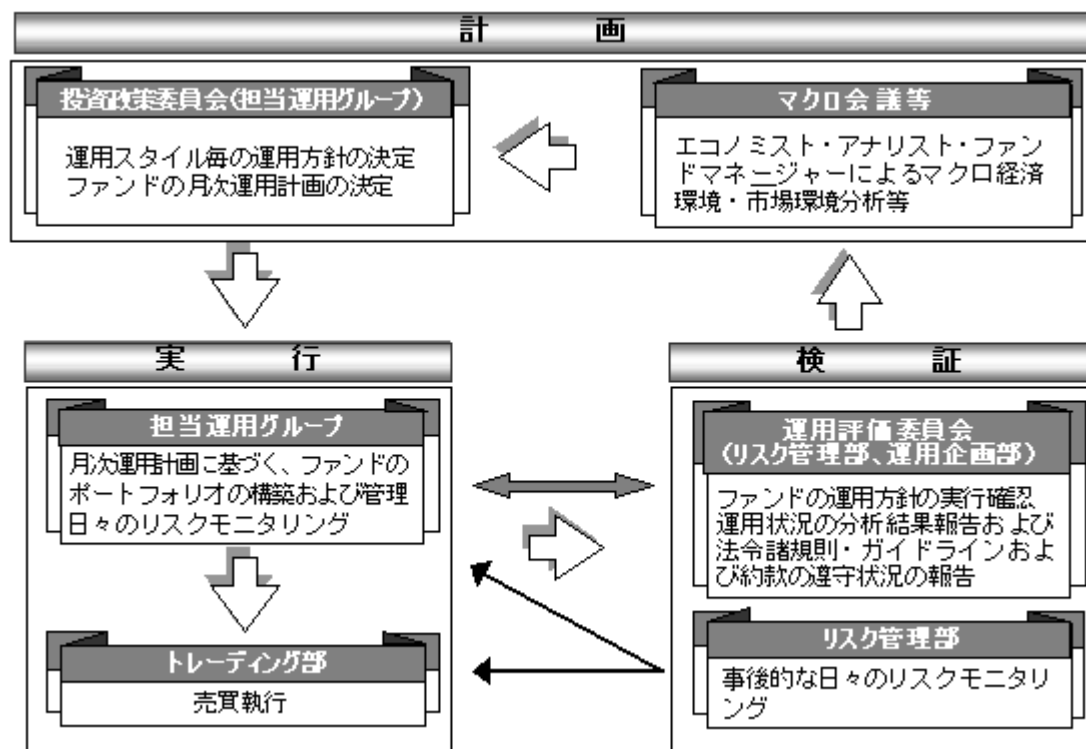 計　画
投資政策委員会(担当運用グループ)
運用スタイル毎の運用方針の決定
ファンドの月次運用計画の決定
マクロ会議等
エコノミスト・アナリスト・ファン
ドマネージャーによるマクロ経済
環境・市場環境分析等
実　行
担当運用グループ
月次運用計画に基づく、ファンドの
ポートフォリオの構築および管理
日々のリスクモニタリング
トレーディング部
売買執行
検　証
運用評価委員会
(リスク管理部、運用企画部)
ファンドの運用方針の実行確認
運用状況の分析結果報告および
法令諸規則・ガイドラインおよ
び約款の遵守状況の報告
リスク管理部
事後的な日々のリスクモニタリ
ング